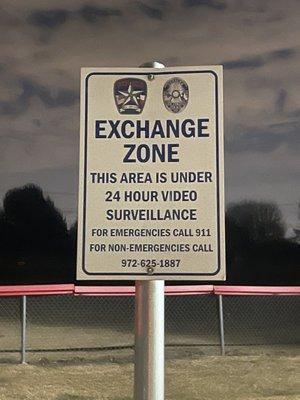 EXCHANGE
ZONE
THIS AREA IS UNDER
24 HOUR VIDEO
SURVEILLANCE
FOR EMERGENCIES CALL 911
FOR NON-EMERGENCIES CALL
972-625-1887